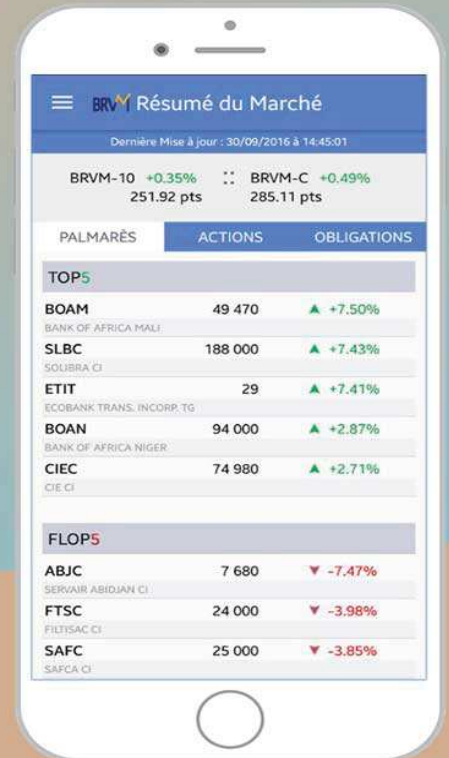 BRVM Résumé du Marché
Dernière Mise à jour : 30/09/2016 à 14:45:01
BRVM-10 +0.35% :: BRVM-C +0.49%
251.92 pts 285.11 pts
PALMARÈS ACTIONS OBLIGATIONS
TOP5
BOAM 49 470 ▲ +7.50%
BANK OF AFRICA MALI
SLBC 188 000 ▲ +7.43%
SOLIBRA CI
ETIT 29 ▲ +7.41%
ECOBANK TRANS. INCORP. TG
BOAN 94 000 ▲ +2.87%
BANK OF AFRICA NIGER
CIEC 74 980 ▲ +2.71%
CIE CI
FLOP5
ABJC 7 680 ▼ -7.47%
SERVAIR ABIDJAN CI
FTSC 24 000 ▼ -3.98%
FILTISAC CI
SAFC 25 000 ▼ -3.85%
SAFCA CI